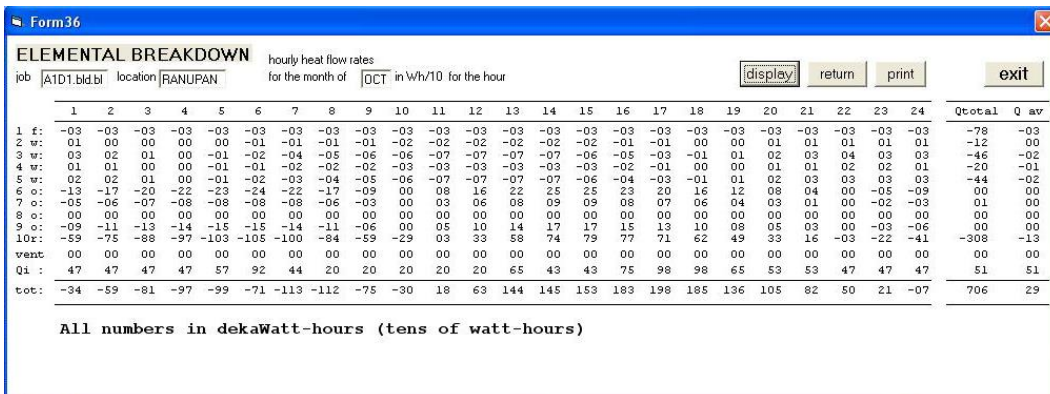 Form36
ELEMENTAL BREAKDOWN hourly heat flow rates
job A1D1.bld.bl location RANUPAN for the month of OCT in Wh/10 for the hour display return print exit
1 2 3 4 5 6 7 8 9 10 11 12 13 14 15 16 17 18 19 20 21 22 23 24 Qtotal Q av
1 f: -03 -03 -03 -03 -03 -03 -03 -03 -03 -03 -03 -03 -03 -03 -03 -03 -03 -03 -03 -03 -03 -03 -03 -03 -78 -03
2 w: 01 00 00 00 00 -01 -01 -01 -01 -02 -02 -02 -02 -02 -01 -01 00 00 01 01 01 01 01 01 -12 00
3 w: 03 02 01 00 -01 -02 -04 -05 -06 -06 -07 -07 -07 -07 -06 -05 -03 -01 01 02 03 04 03 03 -46 -02
4 w: 01 01 00 00 -01 -01 -02 -02 -02 -03 -03 -03 -03 -03 -03 -02 -01 00 00 01 01 02 02 01 -20 -01
5 w: 02 02 01 00 -01 -02 -03 -04 -05 -06 -07 -07 -07 -07 -06 -04 -03 -01 01 02 03 03 03 03 -44 -02
6 o: -13 -17 -20 -22 -23 -24 -22 -17 -09 00 08 16 22 25 25 23 20 16 12 08 04 00 -05 -09 00 00
7 o: -05 -06 -07 -08 -08 -08 -08 -06 -03 00 03 06 08 09 09 08 07 06 04 03 01 00 -02 -03 01 00
8 o: 00 00 00 00 00 00 00 00 00 00 00 00 00 00 00 00 00 00 00 00 00 00 00 00 00 00
9 o: -09 -11 -13 -14 -15 -15 -14 -11 -06 00 05 10 14 17 17 15 13 10 08 05 03 00 -03 -06 00 00
10r: -59 -75 -88 -97 -103 -105 -100 -84 -59 -29 03 33 58 74 79 77 71 62 49 33 16 -03 -22 -41 -308 -13
vent 00 00 00 00 00 00 00 00 00 00 00 00 00 00 00 00 00 00 00 00 00 00 00 00 00 00
Qi : 47 47 47 47 57 92 44 20 20 20 20 20 65 43 43 75 98 98 65 53 53 47 47 47 51 51
tot: -34 -59 -81 -97 -99 -71 -113 -112 -75 -30 18 63 144 145 153 183 198 185 136 105 82 50 21 -07 706 29
All numbers in dekaWatt-hours (tens of watt-hours)